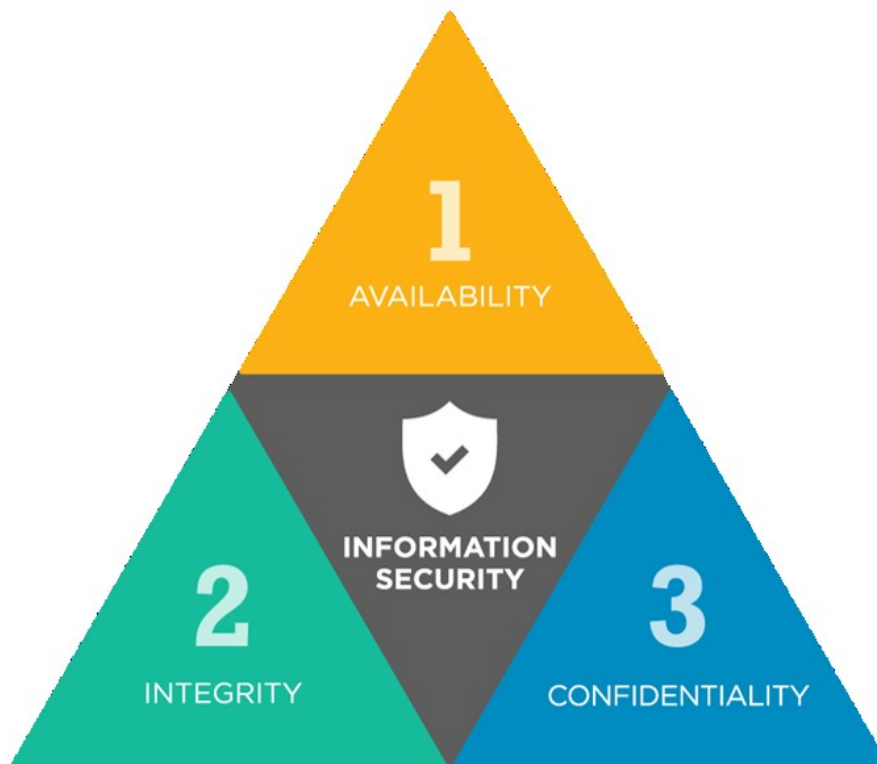 1
AVAILABILITY
INFORMATION
SECURITY
2
INTEGRITY
3
CONFIDENTIALITY